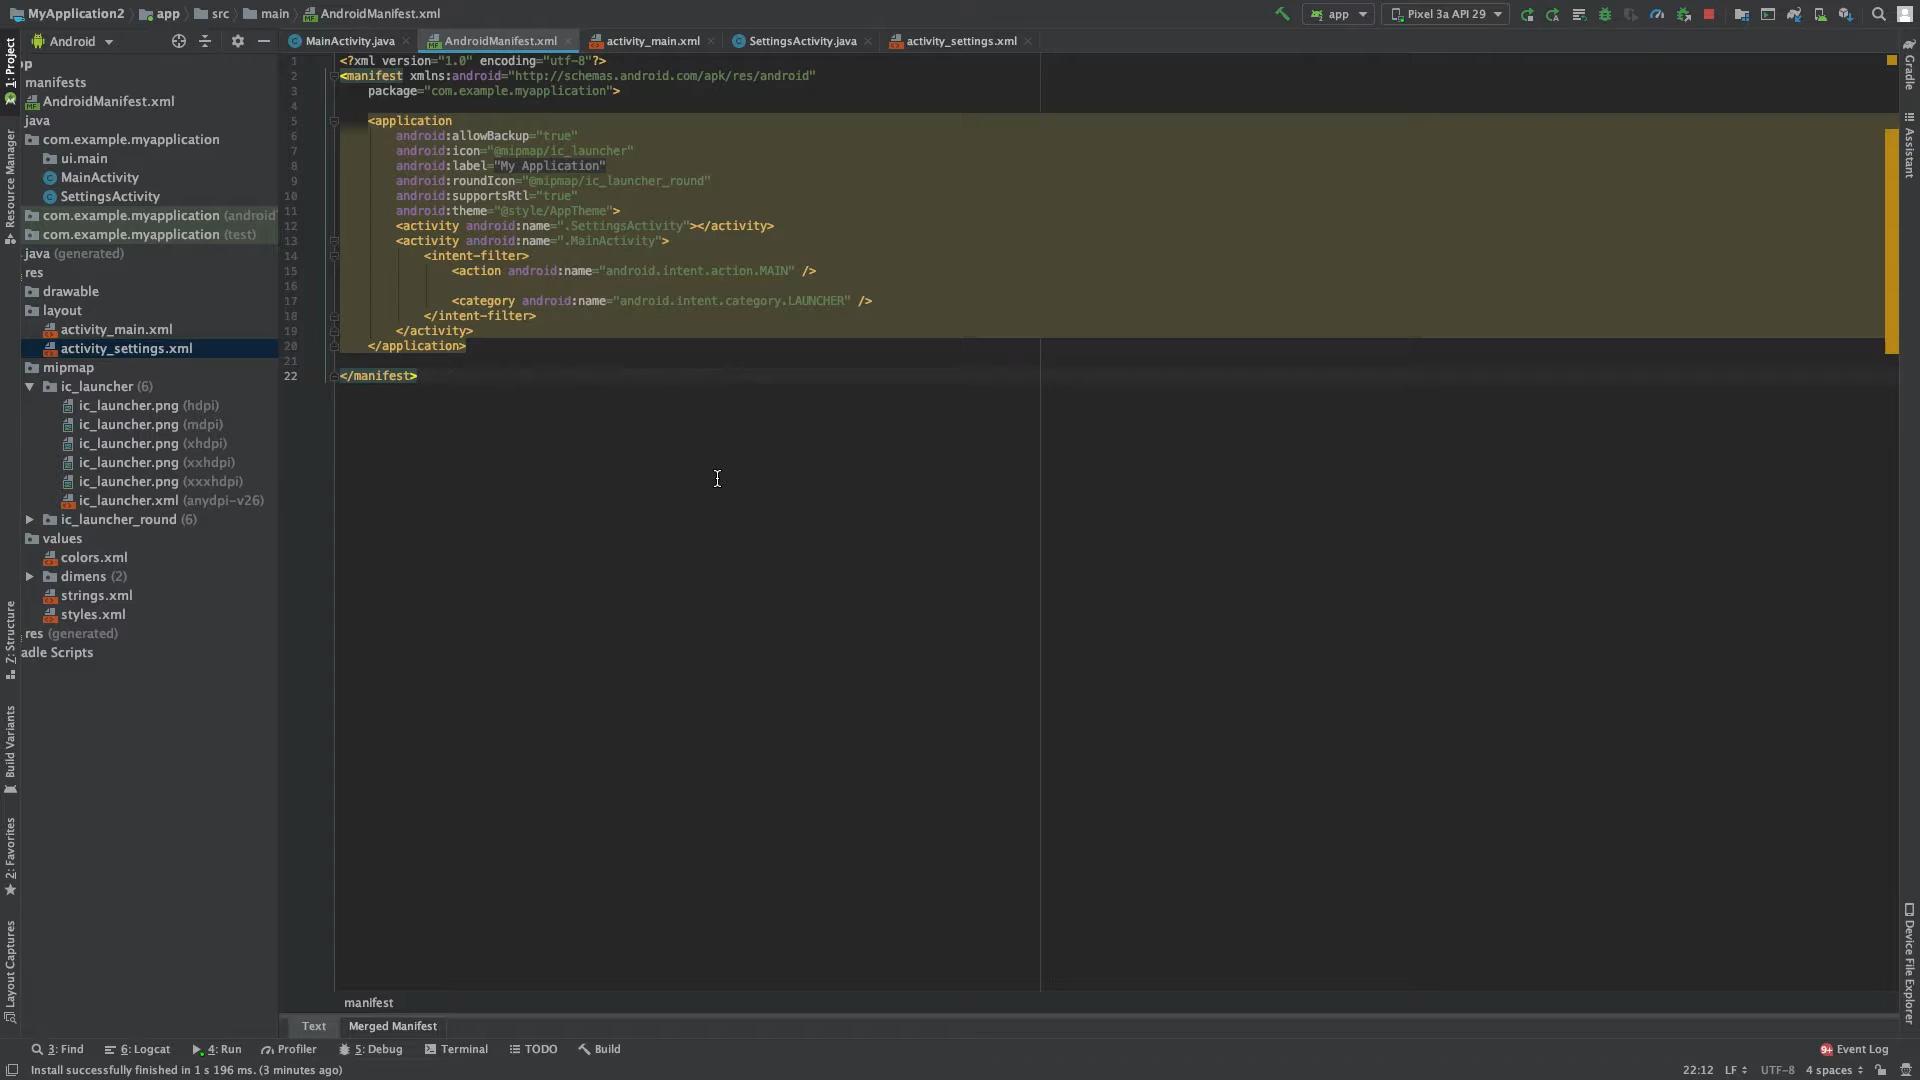 MyApplication2 app src main AndroidManifest.xml
app Pixel 3a API 29
1: Project
Resource Manager
Z: Structure
Build Variants
2: Favorites
Layout Captures
Android
manifests
AndroidManifest.xml
java
com.example.myapplication
ui.main
MainActivity
SettingsActivity
com.example.myapplication (android
com.example.myapplication (test)
java (generated)
res
drawable
layout
activity_main.xml
activity_settings.xml
mipmap
ic_launcher (6)
ic_launcher.png (hdpi)
ic_launcher.png (mdpi)
ic_launcher.png (xhdpi)
ic_launcher.png (xxhdpi)
ic_launcher.png (xxxhdpi)
ic_launcher.xml (anydpi-v26)
ic_launcher_round (6)
values
colors.xml
dimens (2)
strings.xml
styles.xml
res (generated)
adle Scripts
MainActivity.java AndroidManifest.xml activity_main.xml SettingsActivity.java activity_settings.xml
1 <?xml version="1.0" encoding="utf-8"?>
2 <manifest xmlns:android="http://schemas.android.com/apk/res/android"
3 package="com.example.myapplication">
4
5 <application
6 android:allowBackup="true"
7 android:icon="@mipmap/ic_launcher"
8 android:label="My Application"
9 android:roundIcon="@mipmap/ic_launcher_round"
10 android:supportsRtl="true"
11 android:theme="@style/AppTheme">
12 <activity android:name=".SettingsActivity"></activity>
13 <activity android:name=".MainActivity">
14 <intent-filter>
15 <action android:name="android.intent.action.MAIN" />
16
17 <category android:name="android.intent.category.LAUNCHER" />
18 </intent-filter>
19 </activity>
20 </application>
21
22 </manifest>
Gradle
Assistant
Device File Explorer
manifest
Text Merged Manifest
3: Find 6: Logcat 4: Run Profiler 5: Debug Terminal TODO Build 9+ Event Log
Install successfully finished in 1 s 196 ms. (3 minutes ago) 22:12 LF UTF-8 4 spaces